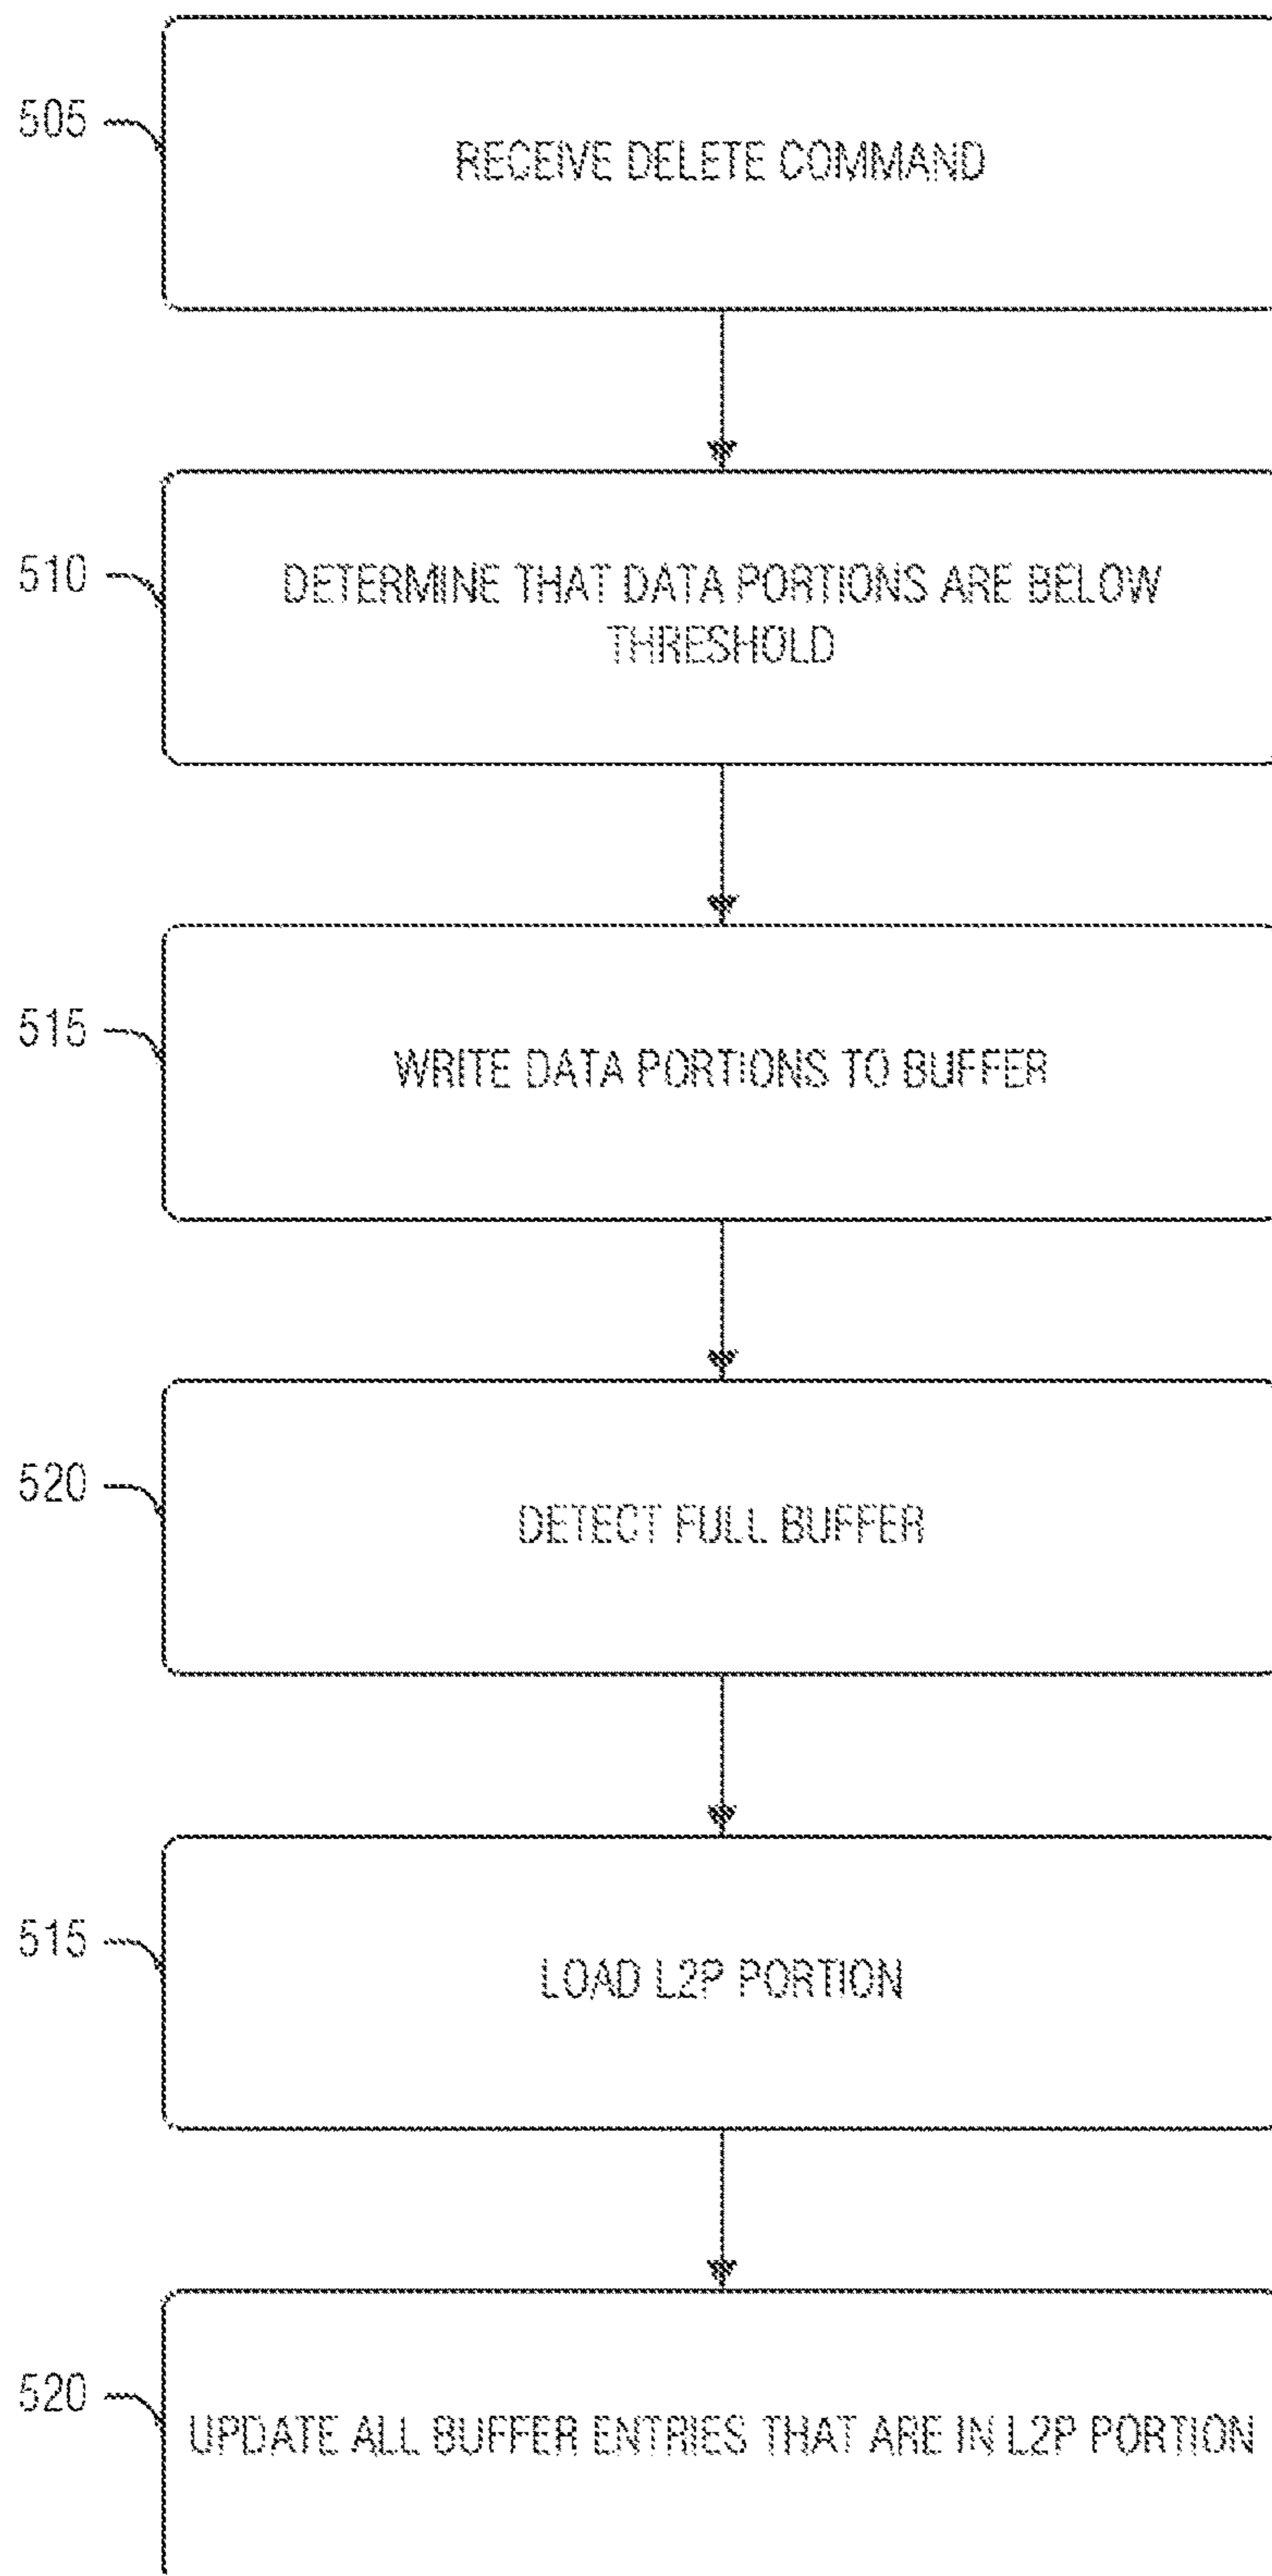 505
RECEIVE DELETE COMMAND
510
DETERMINE THAT DATA PORTIONS ARE BELOW
THRESHOLD
515
WRITE DATA PORTIONS TO BUFFER
520
DETECT FULL BUFFER
515
LOAD L2P PORTION
520
UPDATE ALL BUFFER ENTRIES THAT ARE IN L2P PORTION